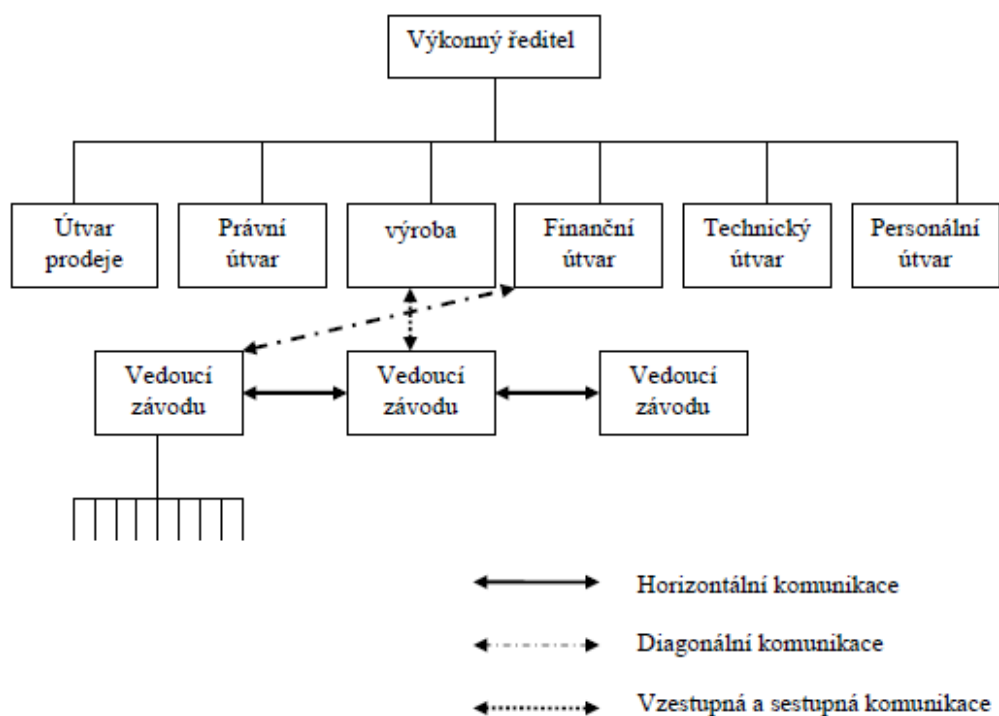 Výkonný ředitel
Útvar
prodeje
Právní
útvar
výroba
Finanční
útvar
Technický
útvar
Personální
útvar
Vedoucí
závodu
Vedoucí
závodu
Vedoucí
závodu
Horizontální komunikace
Diagonální komunikace
Vzestupná a sestupná komunikace